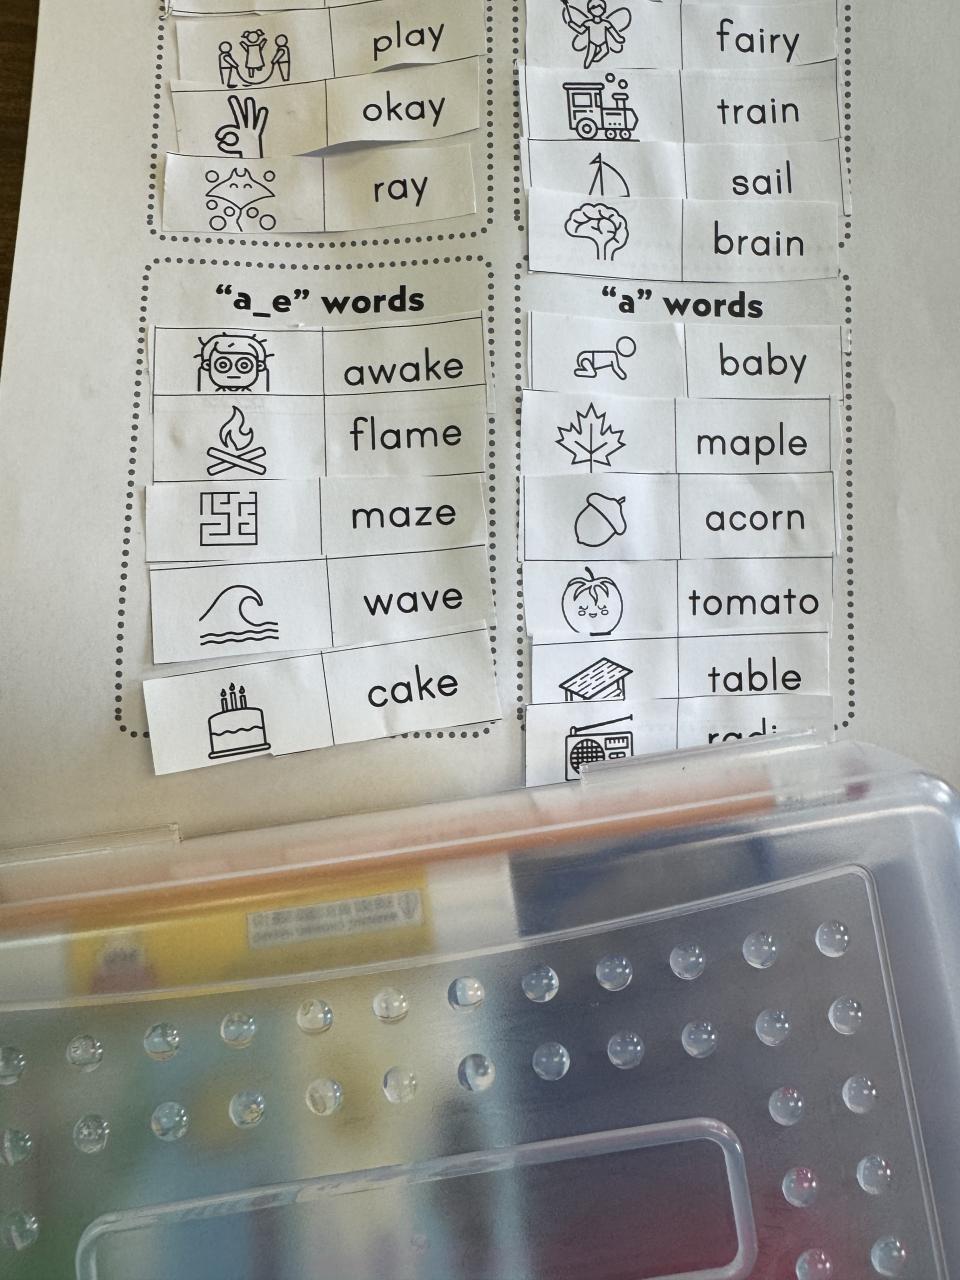 play
okay
ray
fairy
train
sail
brain
“a_e” words
awake
flame
maze
wave
cake
“a” words
baby
maple
acorn
tomato
table